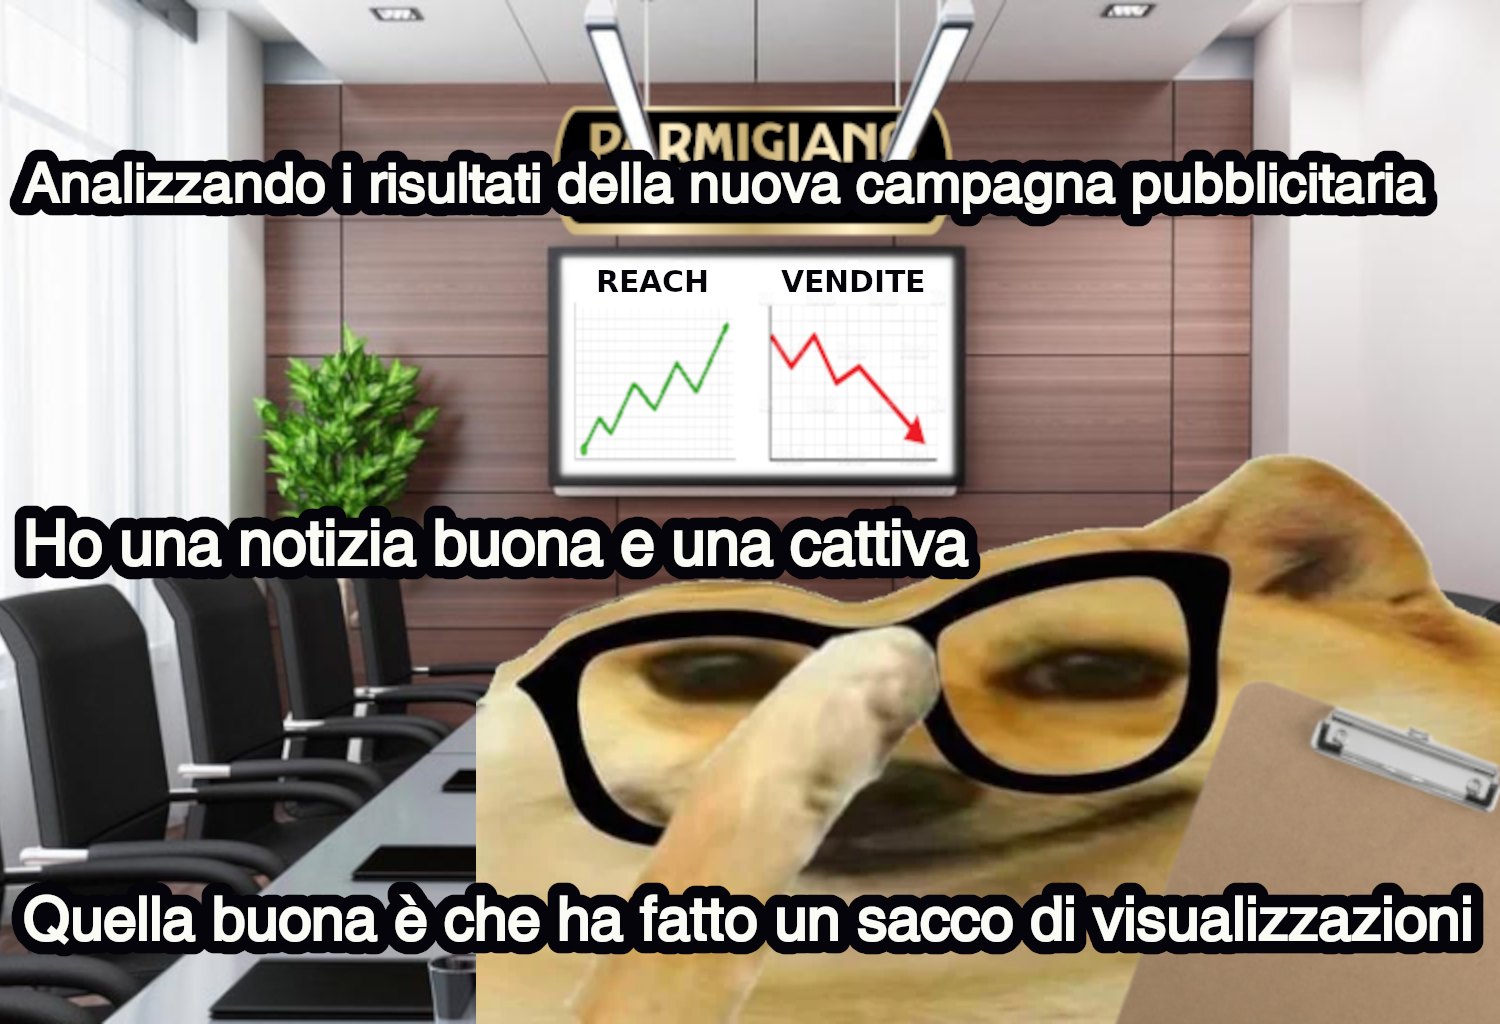 PARMIGIANO
Analizzando i risultati della nuova campagna pubblicitaria
REACH VENDITE
Ho una notizia buona e una cattiva
Quella buona è che ha fatto un sacco di visualizzazioni